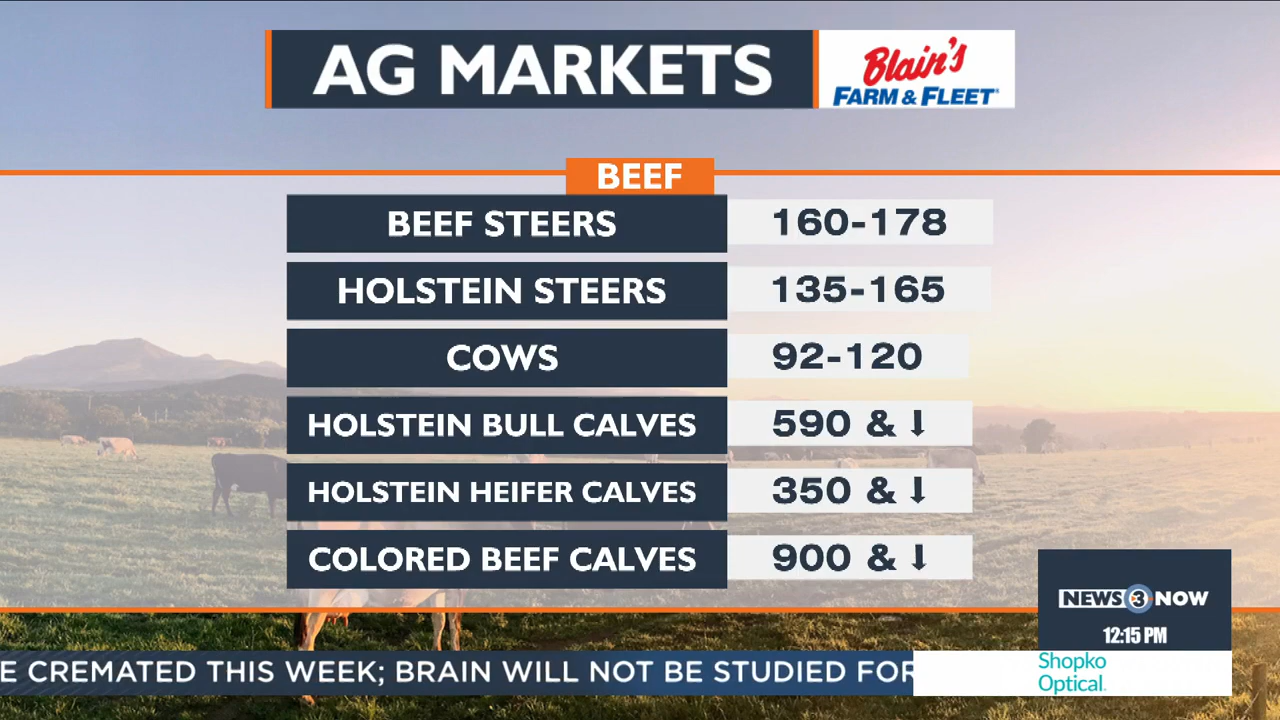 AG MARKETS
Blain's
FARM & FLEET
BEEF
BEEF STEERS 160-178
HOLSTEIN STEERS 135-165
COWS 92-120
HOLSTEIN BULL CALVES 590 & ⬇
HOLSTEIN HEIFER CALVES 350 & ⬇
COLORED BEEF CALVES 900 & ⬇
NEWS 3 NOW
12:15 PM
E CREMATED THIS WEEK; BRAIN WILL NOT BE STUDIED FOR
Shopko
Optical.